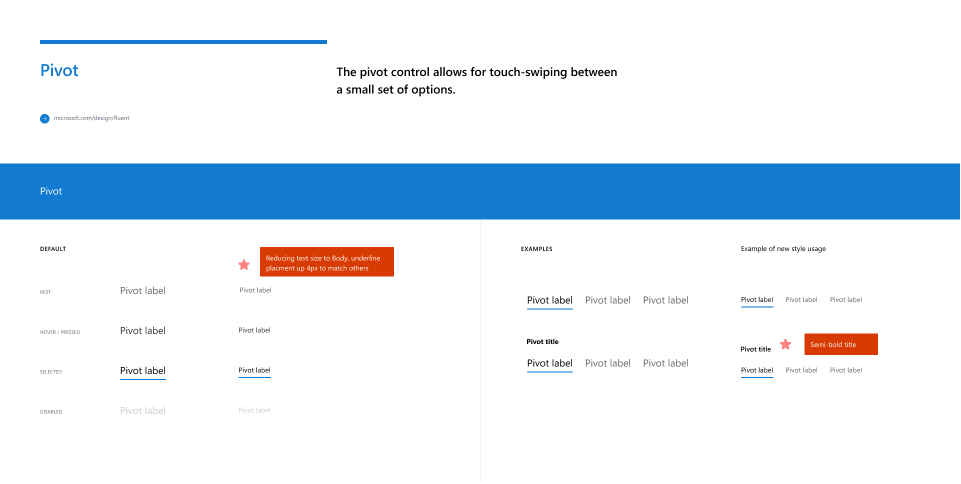 Pivot
The pivot control allows for touch-swiping between
a small set of options.
microsoft.com/design/fluent
Pivot
DEFAULT
Reducing text size to Body, underline
placment up 4px to match others
REST
Pivot label
Pivot label
HOVER / PRESSED
Pivot label
Pivot label
SELECTED
Pivot label
Pivot label
DISABLED
Pivot label
Pivot label
EXAMPLES
Example of new style usage
Pivot label Pivot label Pivot label
Pivot label Pivot label Pivot label
Pivot title
Pivot label Pivot label Pivot label
Semi-bold title
Pivot title
Pivot label Pivot label Pivot label